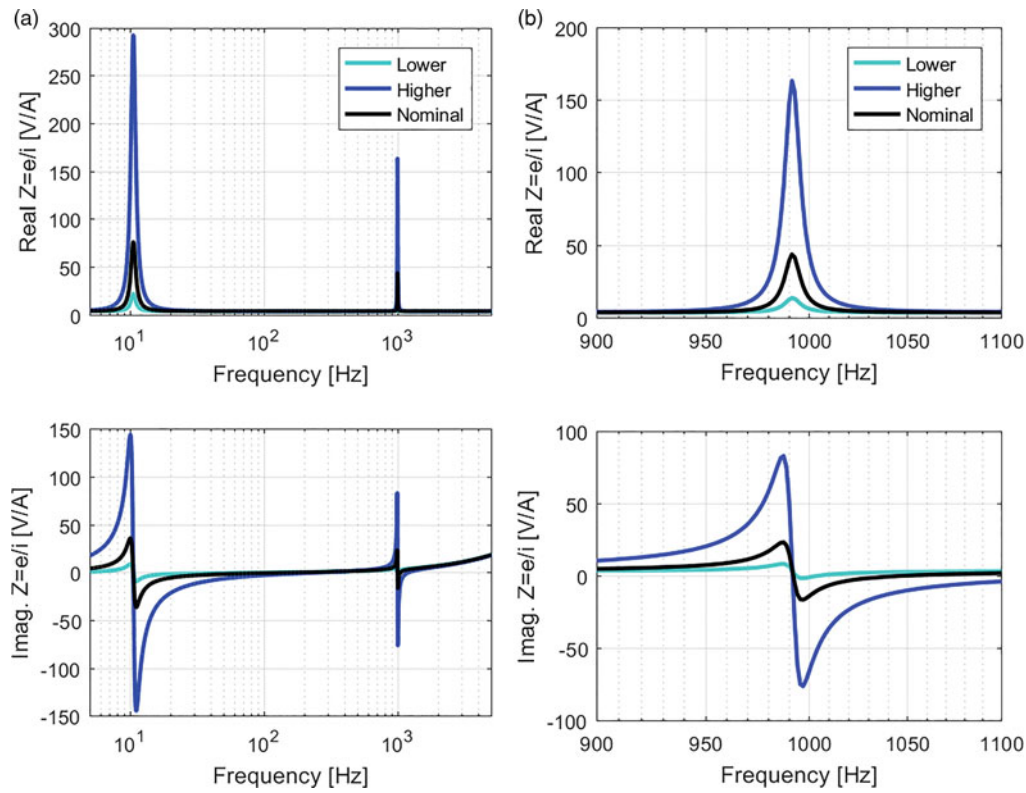 (a)
300
250
200
150
100
50
0
Real Z=e/i [V/A]
Lower
Higher
Nominal
10^1
10^2
10^3
Frequency [Hz]
(b)
200
150
100
50
0
Real Z=e/i [V/A]
Lower
Higher
Nominal
900 950 1000 1050 1100
Frequency [Hz]
150
100
50
0
-50
-100
-150
Imag. Z=e/i [V/A]
10^1
10^2
10^3
Frequency [Hz]
100
50
0
-50
-100
Imag. Z=e/i [V/A]
900 950 1000 1050 1100
Frequency [Hz]